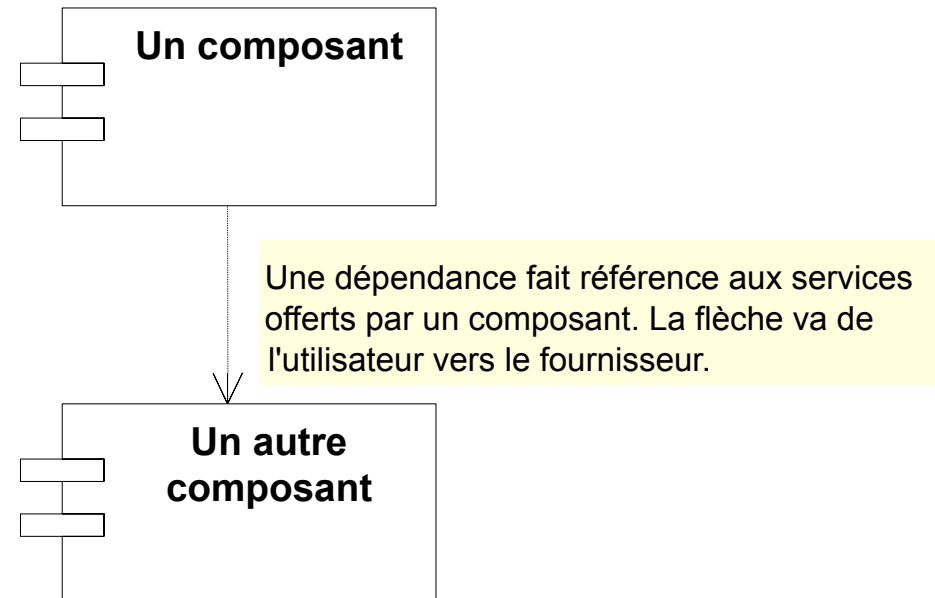 Un composant
Une dépendance fait référence aux services
offerts par un composant. La flèche va de
l'utilisateur vers le fournisseur.
Un autre
composant